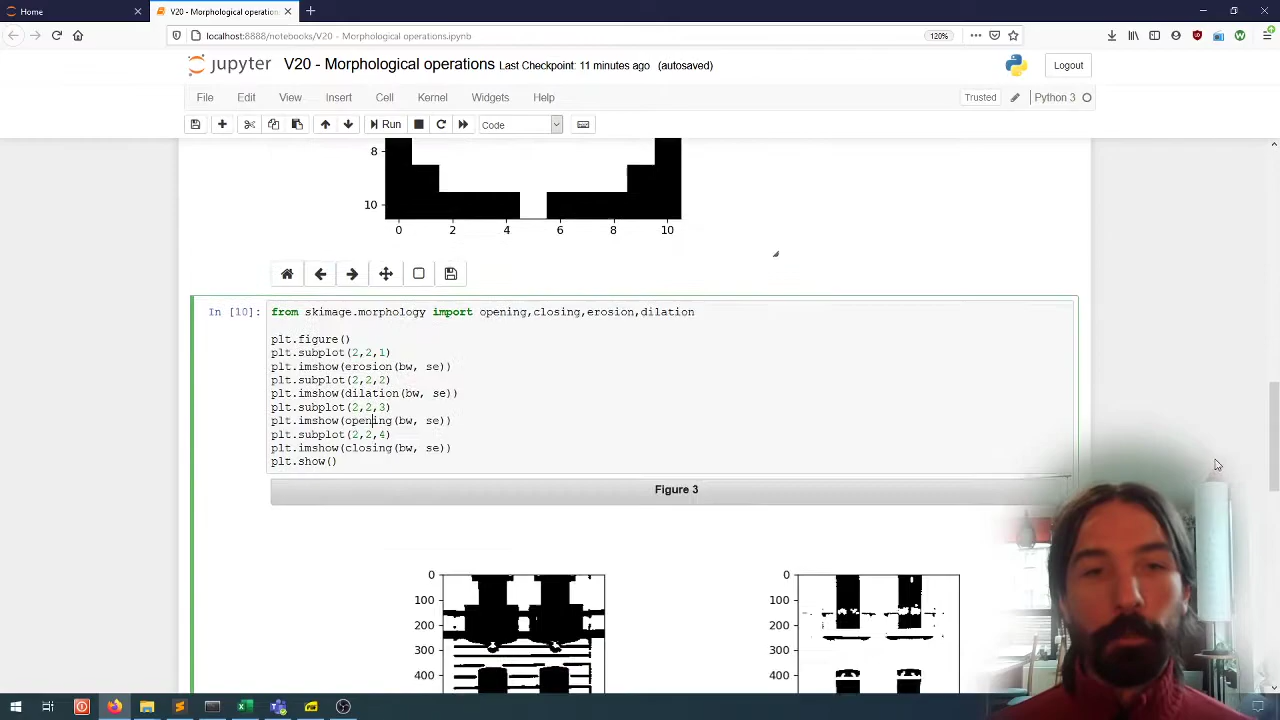 Home
V20 - Morphological operation
localhost:8888/notebooks/V20 - Morphological operations.ipynb
120%
jupyter V20 - Morphological operations Last Checkpoint: 11 minutes ago (autosaved)
Logout
File Edit View Insert Cell Kernel Widgets Help
Trusted
Python 3
Run
Code
8
10
0 2 4 6 8 10
In [10]:
from skimage.morphology import opening,closing,erosion,dilation
plt.figure()
plt.subplot(2,2,1)
plt.imshow(erosion(bw, se))
plt.subplot(2,2,2)
plt.imshow(dilation(bw, se))
plt.subplot(2,2,3)
plt.imshow(opening(bw, se))
plt.subplot(2,2,4)
plt.imshow(closing(bw, se))
plt.show()
Figure 3
0
100
200
300
400
0
100
200
300
400